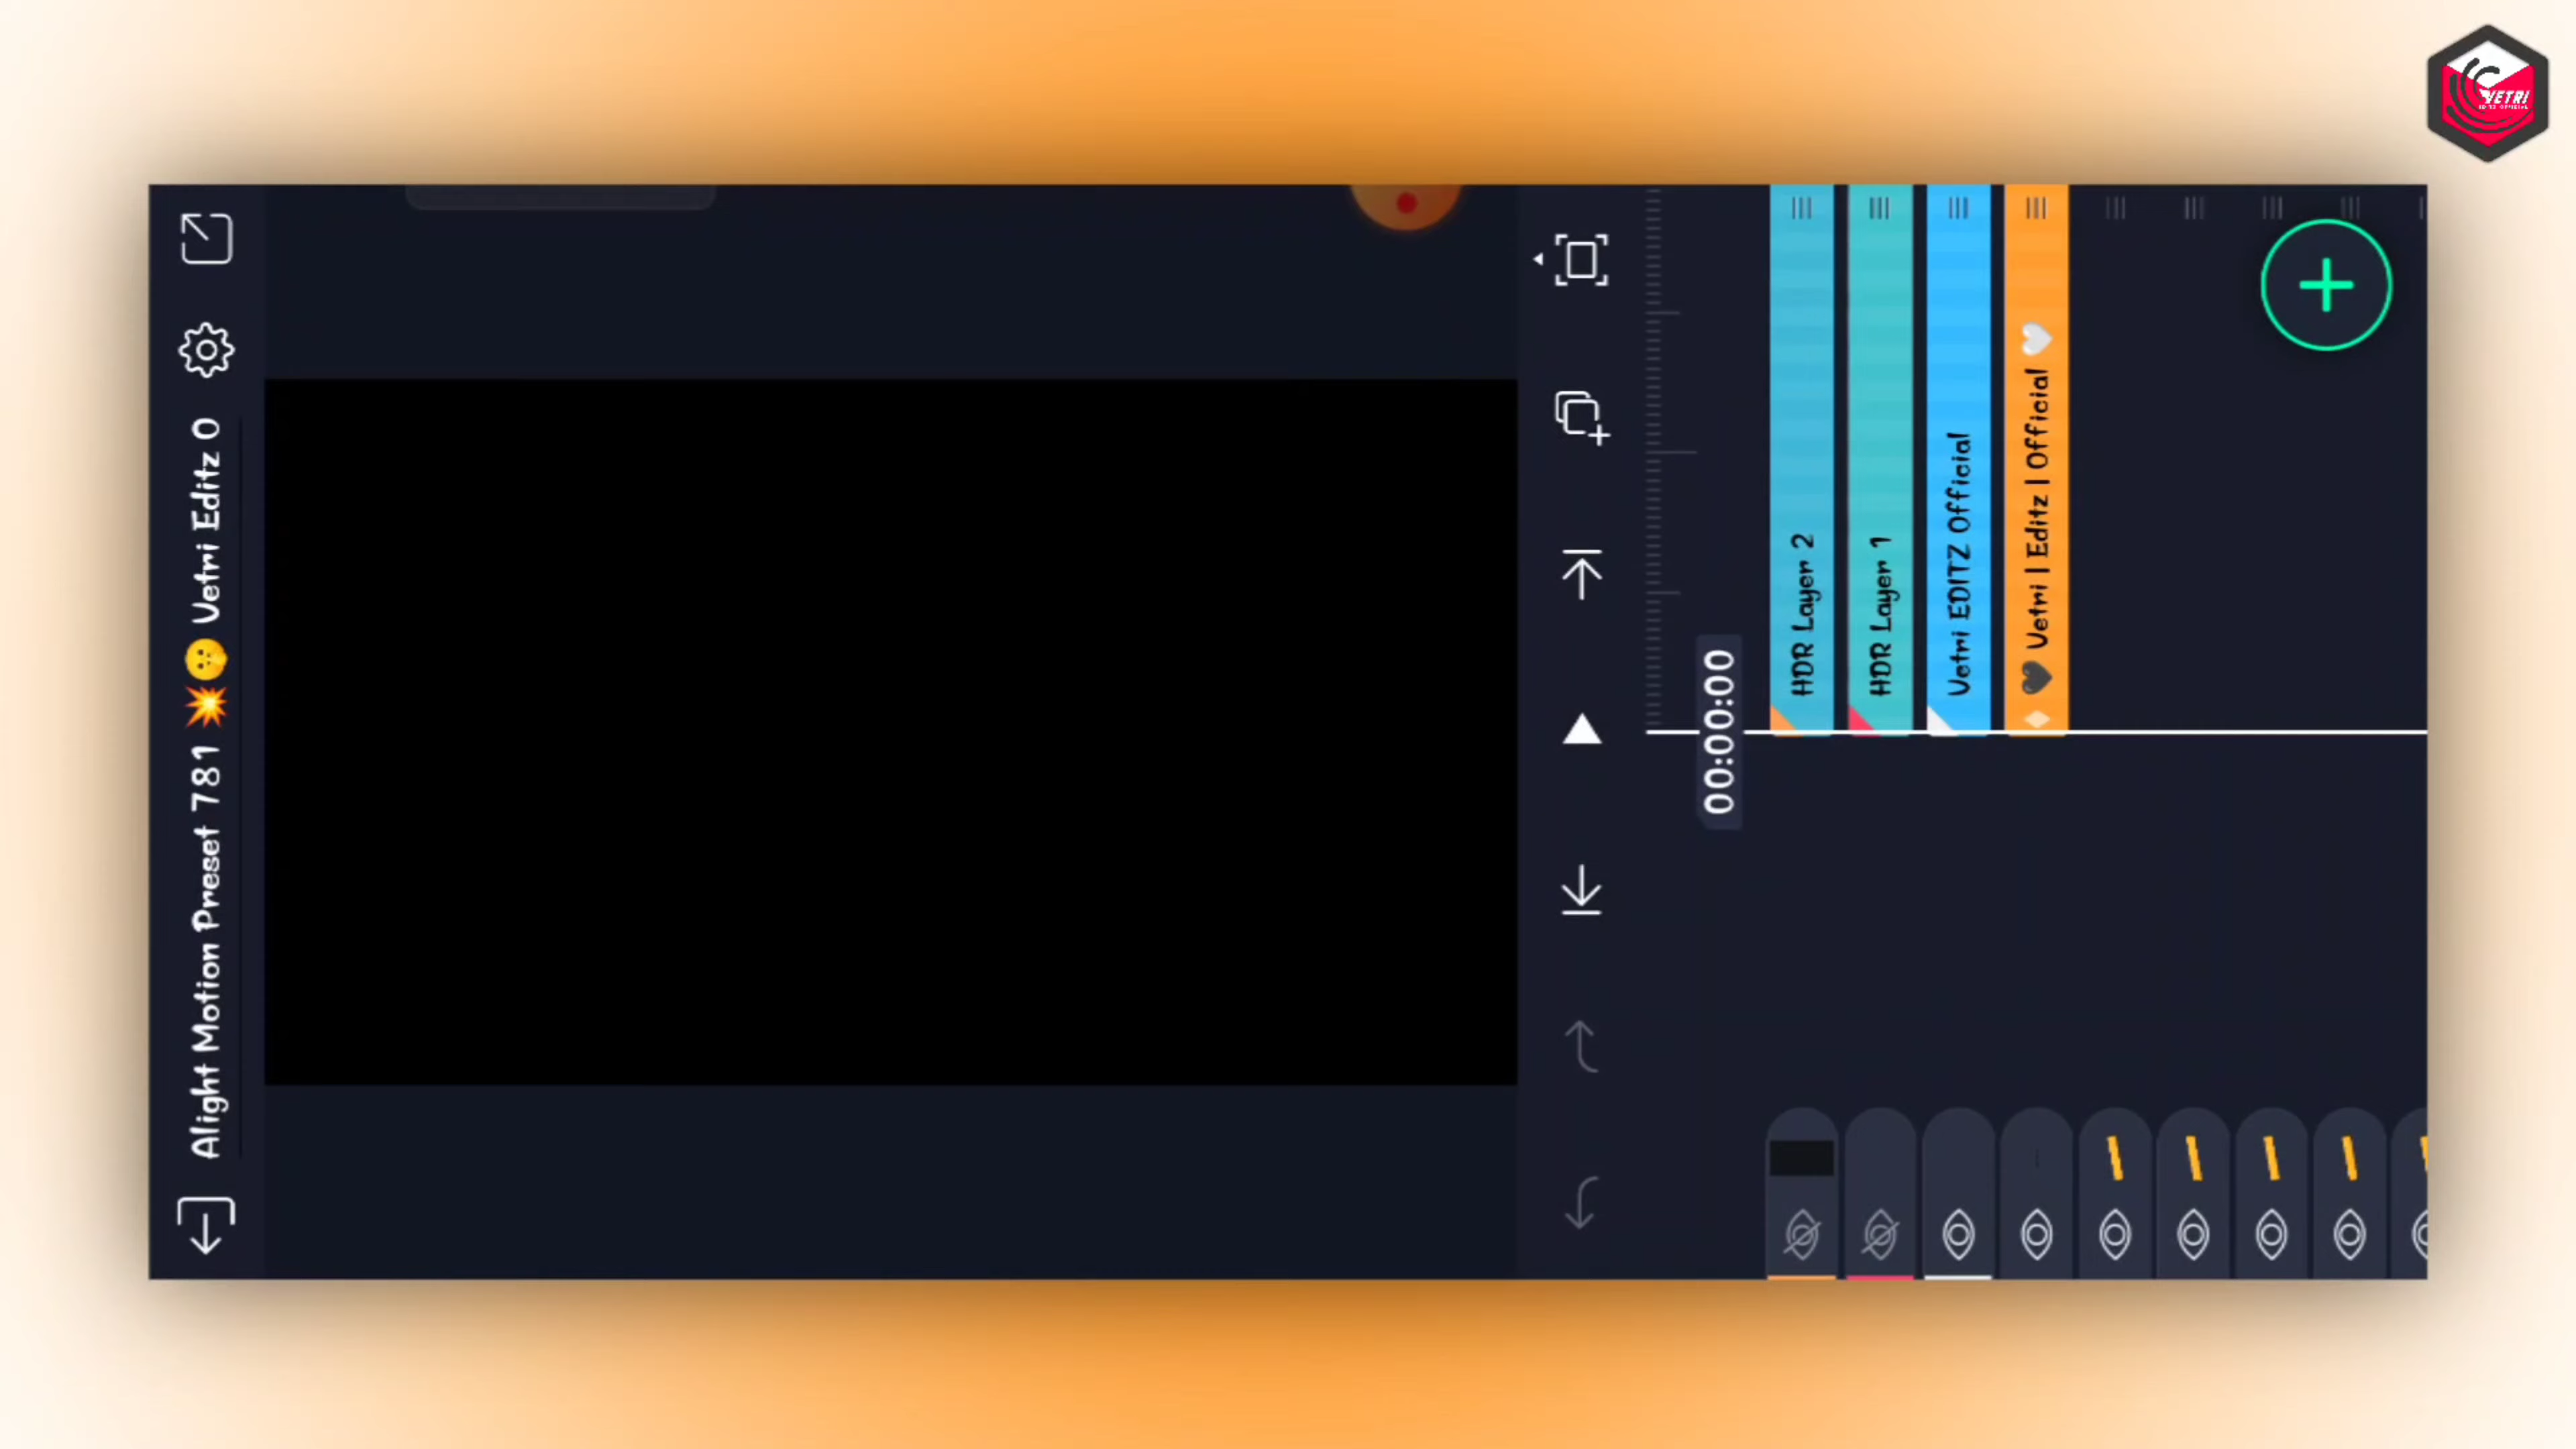 Alight Motion Preset 781 💥🤫 Vetri Editz O
00:00:00
HDR Layer 2
HDR Layer 1
Vetri EDITZ Official
🖤 Vetri | Editz | Official 🤍
VETRI